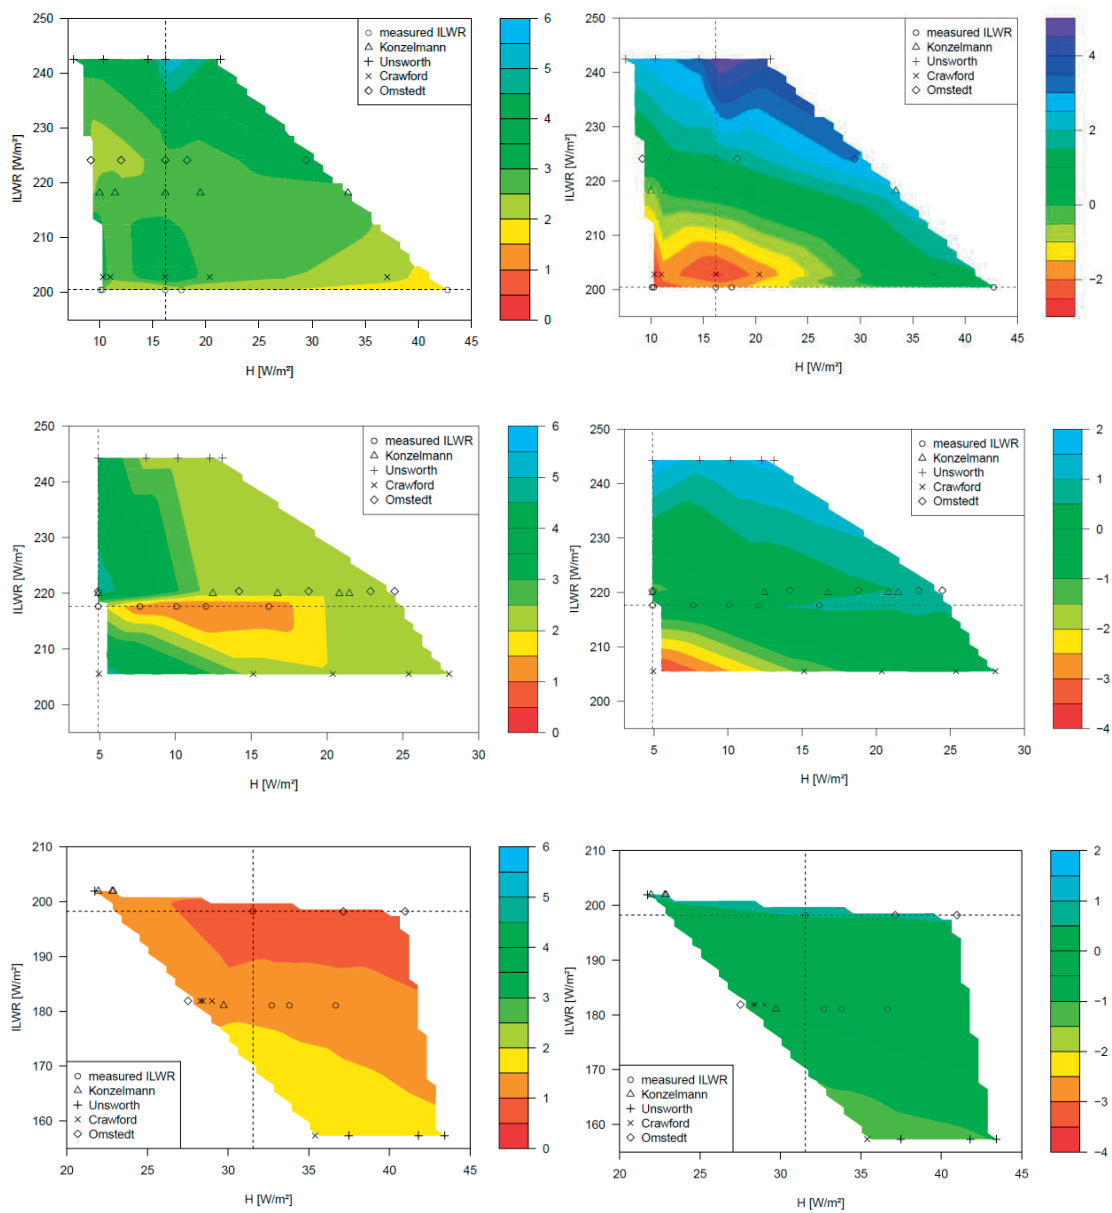 250
240
230
220
210
200
ILWR [W/m²]
10
15
20
25
30
35
40
45
H [W/m²]
measured ILWR
Konzelmann
Unsworth
Crawford
Omstedt
6
5
4
3
2
1
0
250
240
230
220
210
200
ILWR [W/m²]
10
15
20
25
30
35
40
45
H [W/m²]
measured ILWR
Konzelmann
Unsworth
Crawford
Omstedt
4
2
0
−2
250
240
230
220
210
200
ILWR [W/m²]
5
10
15
20
25
30
H [W/m²]
measured ILWR
Konzelmann
Unsworth
Crawford
Omstedt
6
5
4
3
2
1
0
250
240
230
220
210
200
ILWR [W/m²]
5
10
15
20
25
30
H [W/m²]
measured ILWR
Konzelmann
Unsworth
Crawford
Omstedt
2
1
0
−1
−2
−3
−4
210
200
190
180
170
160
ILWR [W/m²]
20
25
30
35
40
45
H [W/m²]
measured ILWR
Konzelmann
Unsworth
Crawford
Omstedt
6
5
4
3
2
1
0
210
200
190
180
170
160
ILWR [W/m²]
20
25
30
35
40
45
H [W/m²]
measured ILWR
Konzelmann
Unsworth
Crawford
Omstedt
2
1
0
−1
−2
−3
−4